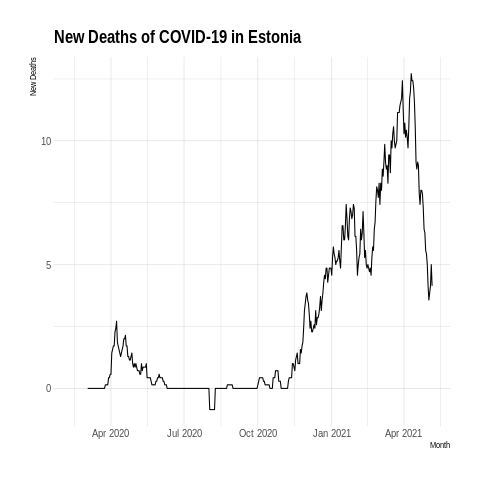 New Deaths of COVID-19 in Estonia
New Deaths
10
5
0
Apr 2020 Jul 2020 Oct 2020 Jan 2021 Apr 2021
Month